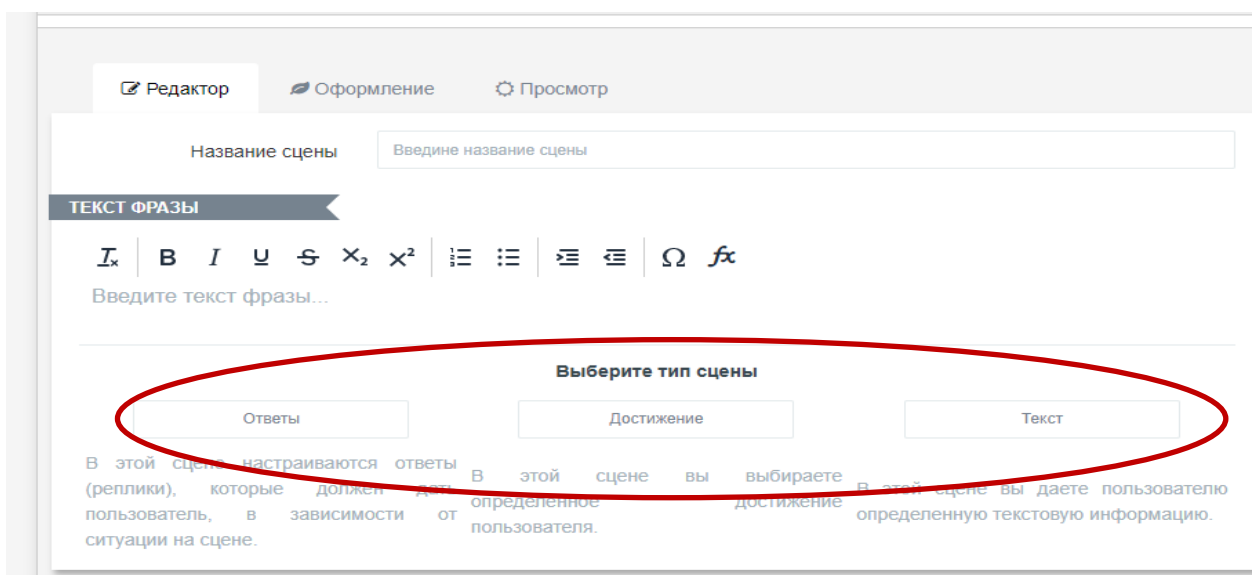 Редактор Оформление Просмотр
Название сцены Введине название сцены
ТЕКСТ ФРАЗЫ
Введите текст фразы...
Выберите тип сцены
Ответы Достижение Текст
В этой сцене настраиваются ответы
(реплики), которые должен дать
пользователь, в зависимости от
ситуации на сцене.
В этой сцене вы выбираете
определенное достижение
пользователя.
В этой сцене вы даете пользователю
определенную текстовую информацию.